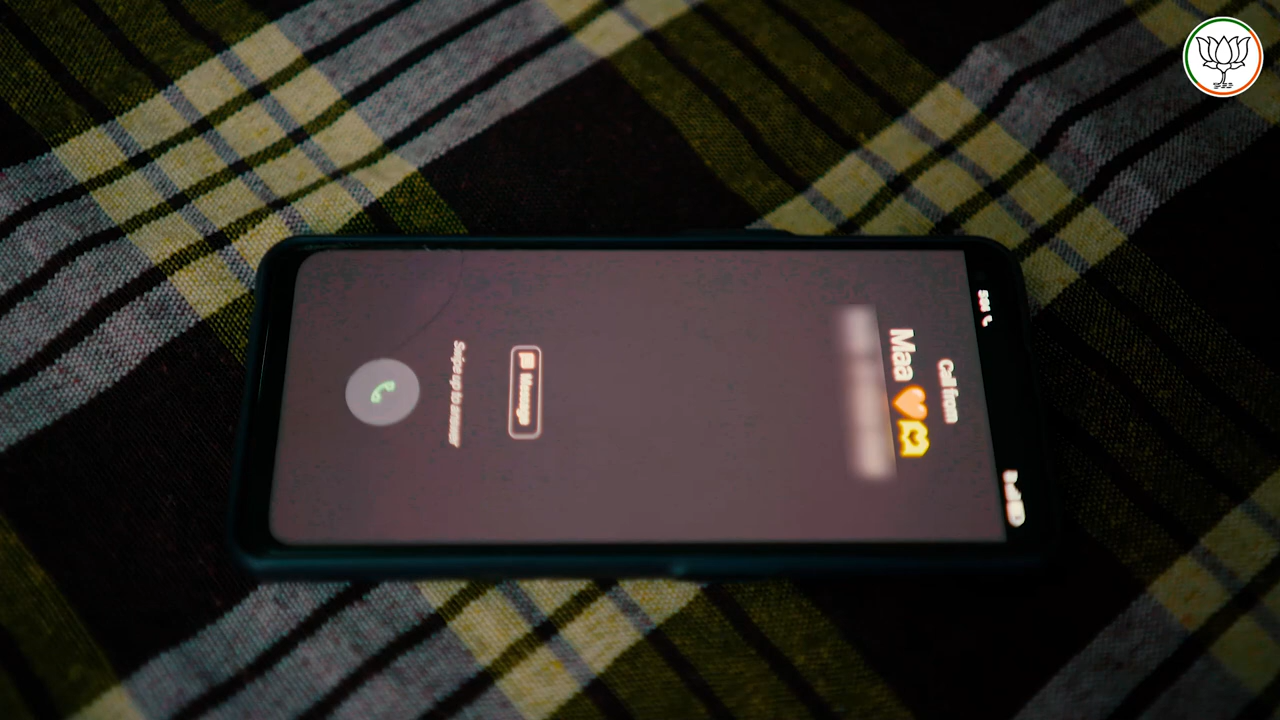 Call from
Maa 🧡🤗
Message
Swipe up to answer